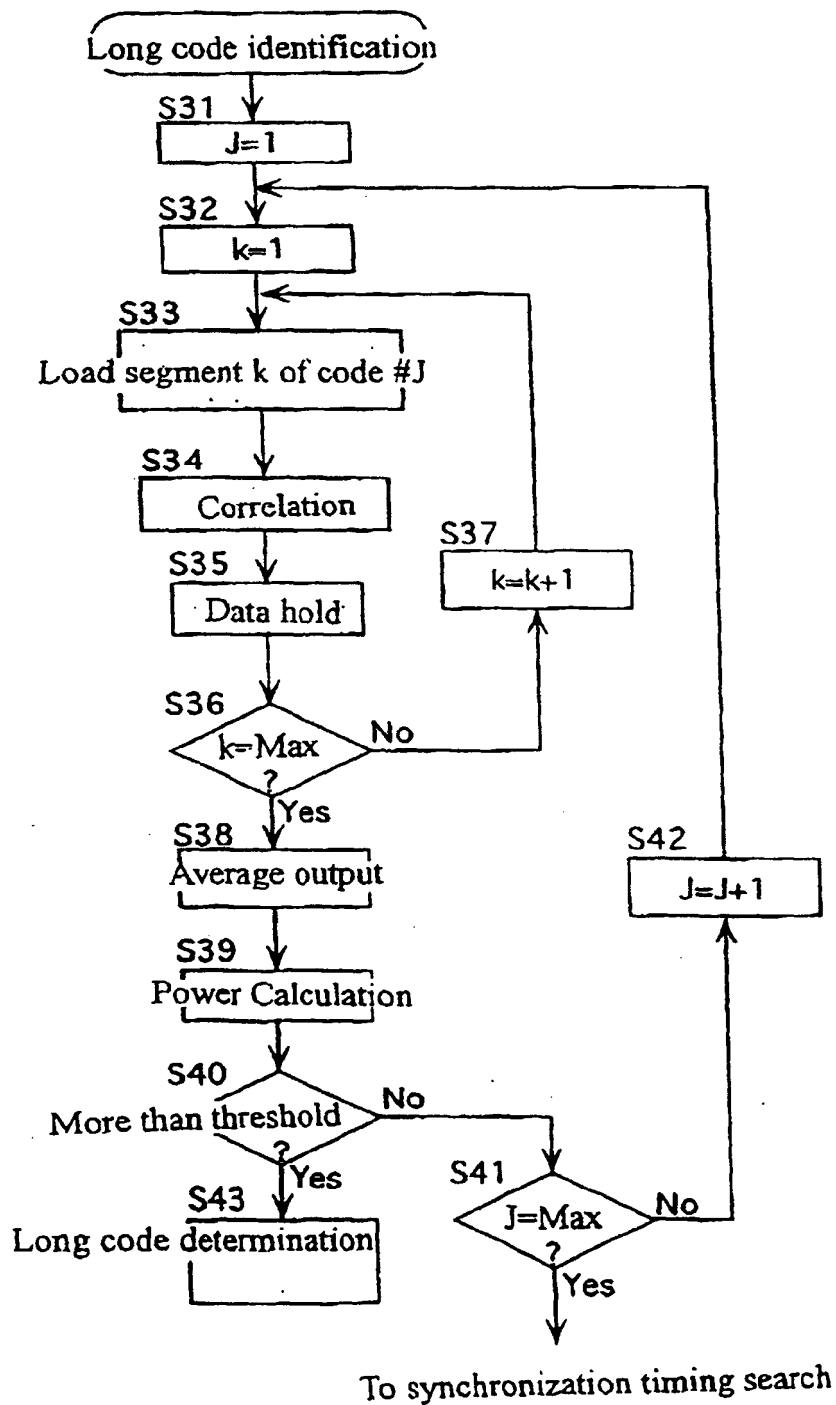 Long code identification
S31
J=1
S32
k=1
S33
Load segment k of code #J
S34
Correlation
S35
Data hold
S36
k=Max
?
No
Yes
S37
k=k+1
S38
Average output
S39
Power Calculation
S40
More than threshold
?
No
Yes
S41
J=Max
?
No
Yes
S42
J=J+1
S43
Long code determination
To synchronization timing search